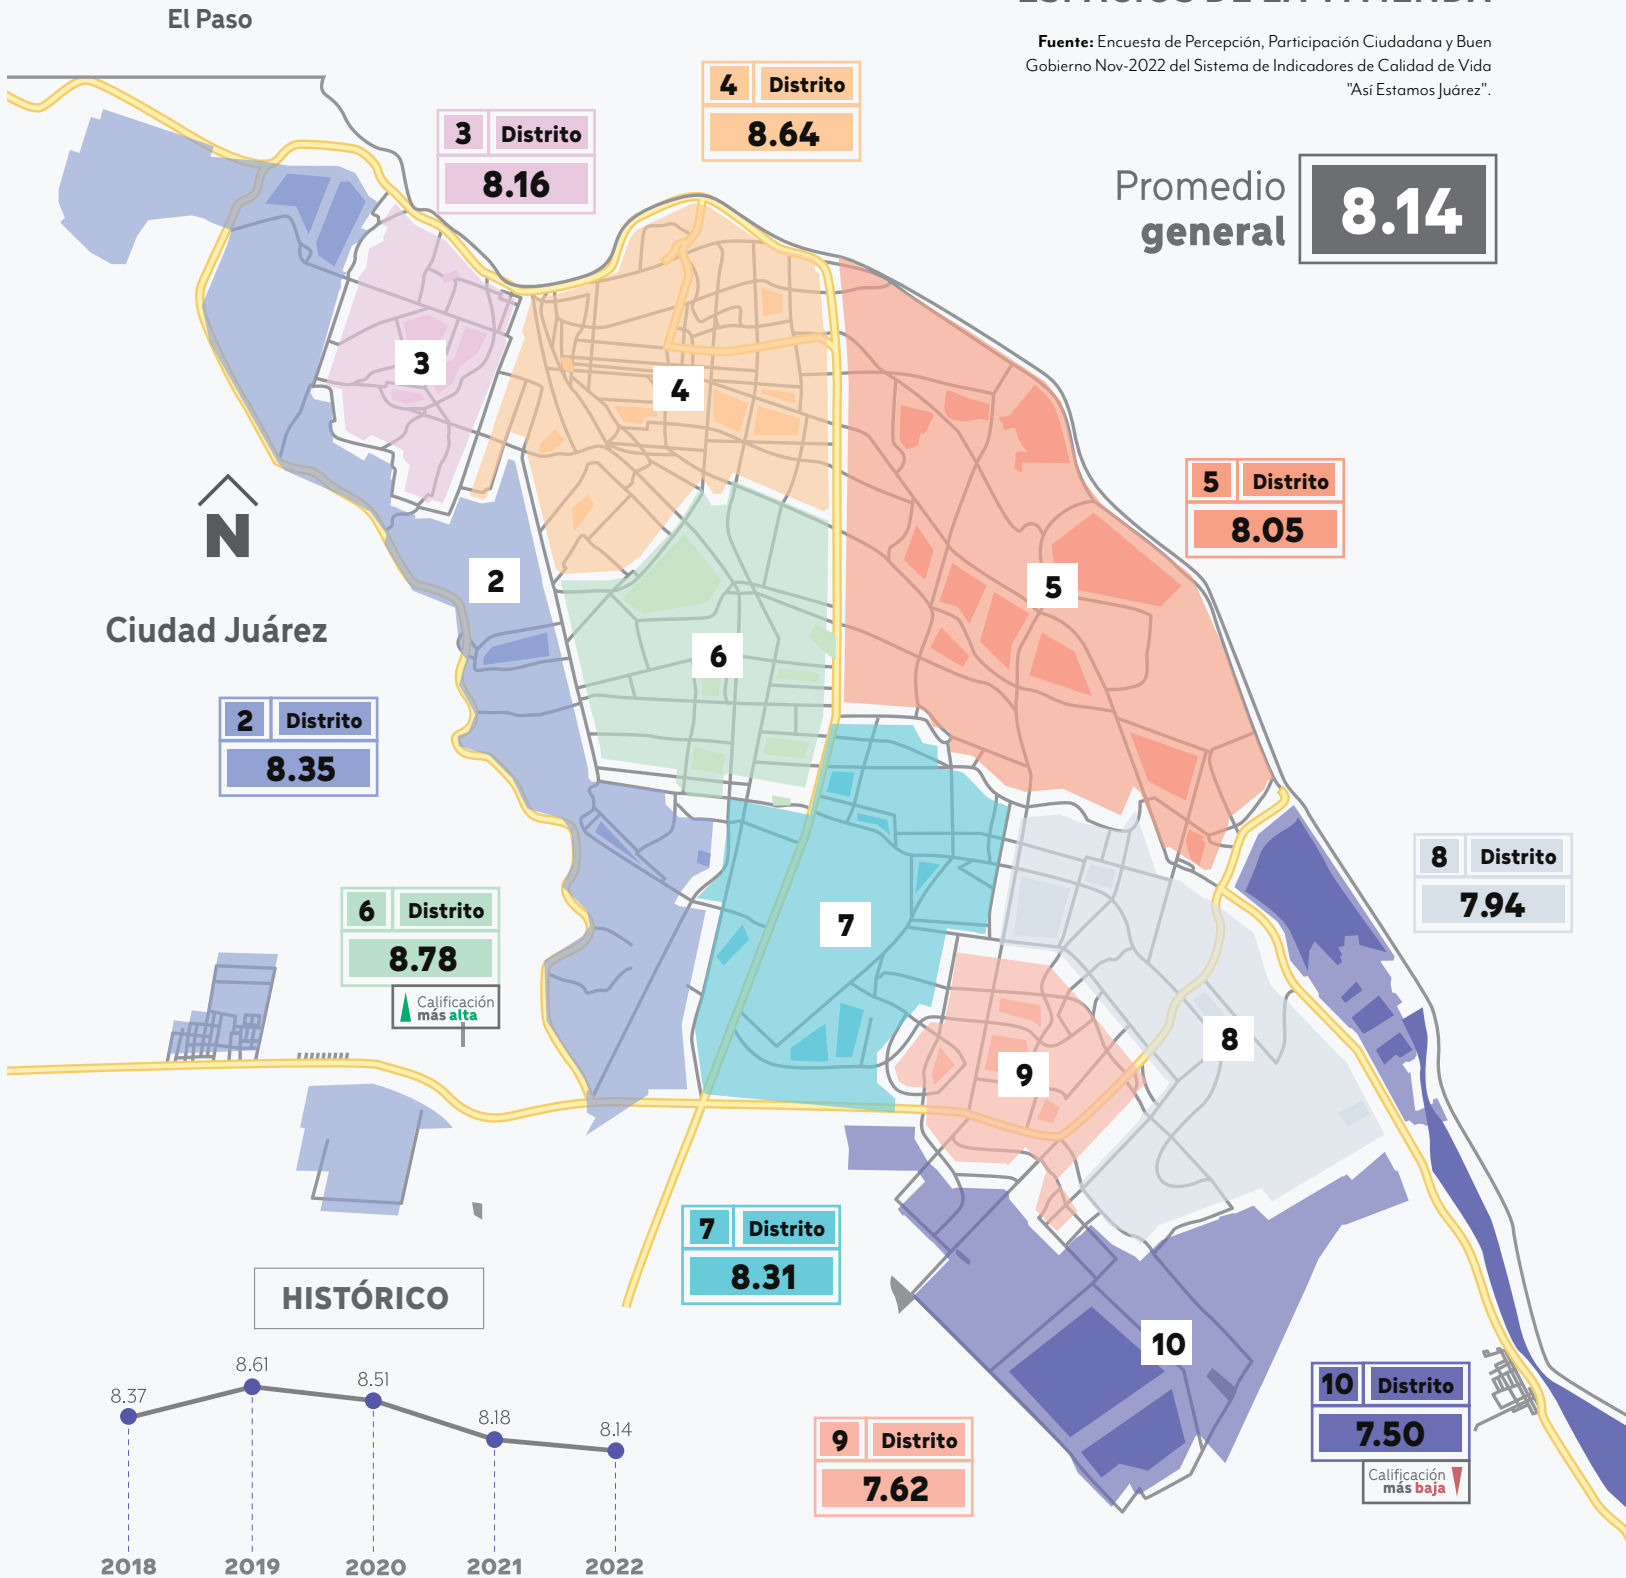 ESPACIOS DE LA VIVIENDA
El Paso
Fuente: Encuesta de Percepción, Participación Ciudadana y Buen
Gobierno Nov-2022 del Sistema de Indicadores de Calidad de Vida
"Así Estamos Juárez".
4 Distrito
8.64
3 Distrito
8.16
Promedio
general
8.14
3
4
5 Distrito
8.05
N
2
5
Ciudad Juárez
6
2 Distrito
8.35
8 Distrito
7.94
6 Distrito
8.78
Calificación
más alta
7
8
9
7 Distrito
8.31
HISTÓRICO
10
8.37
8.61
8.51
8.18
8.14
2018
2019
2020
2021
2022
9 Distrito
7.62
10 Distrito
7.50
Calificación
más baja